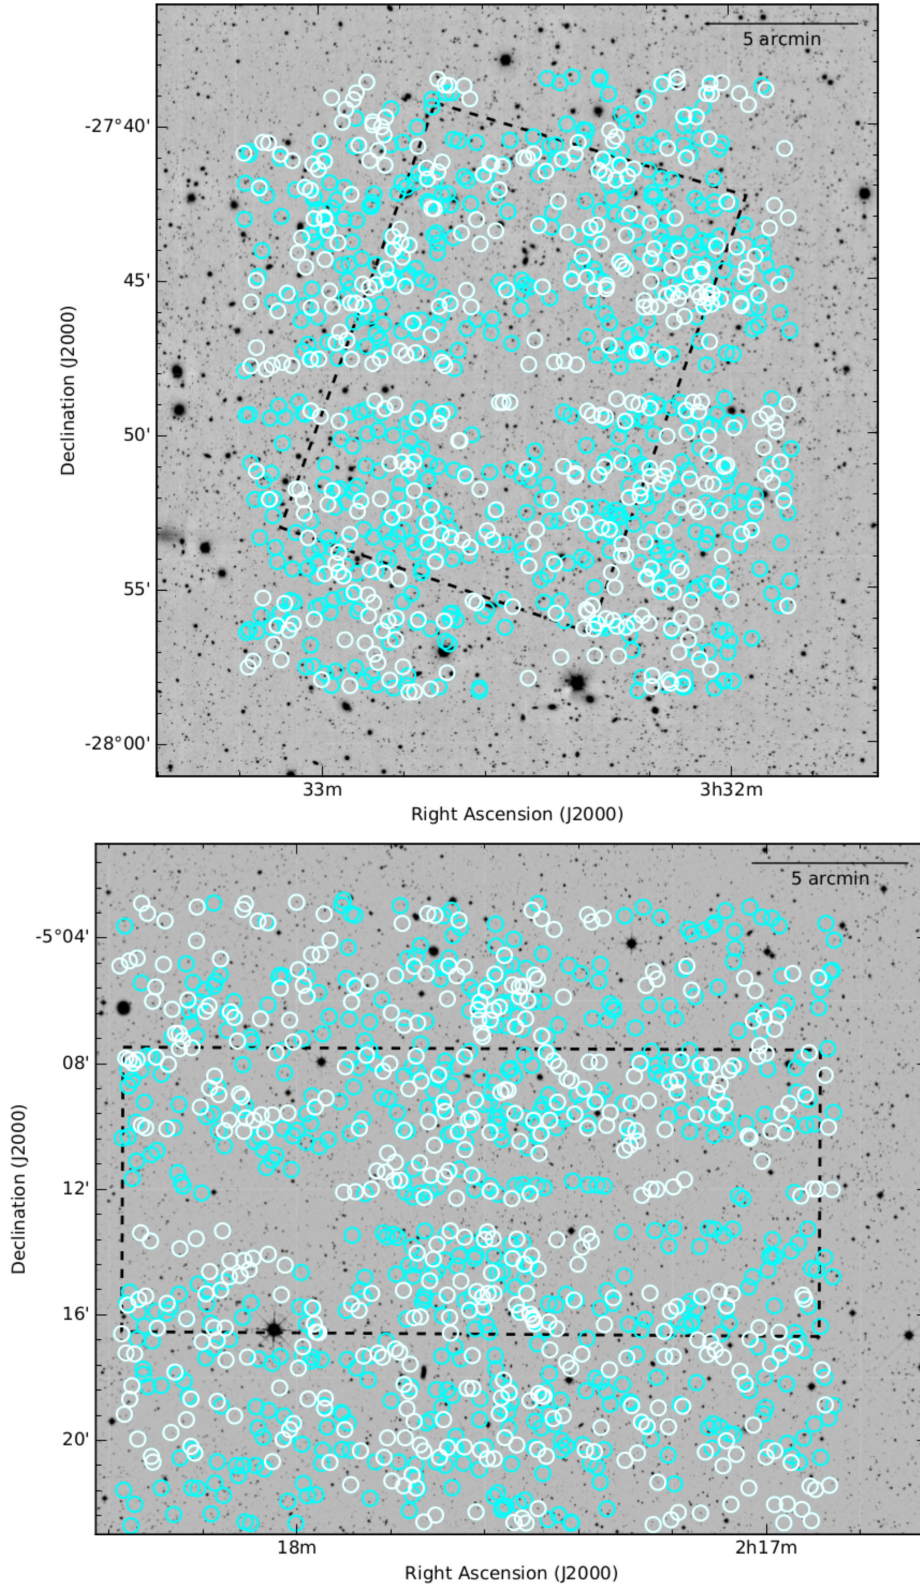 5 arcmin
-27°40'
45'
50'
55'
-28°00'
Declination (J2000)
33m
3h32m
Right Ascension (J2000)
5 arcmin
-5°04'
08'
12'
16'
20'
Declination (J2000)
18m
2h17m
Right Ascension (J2000)